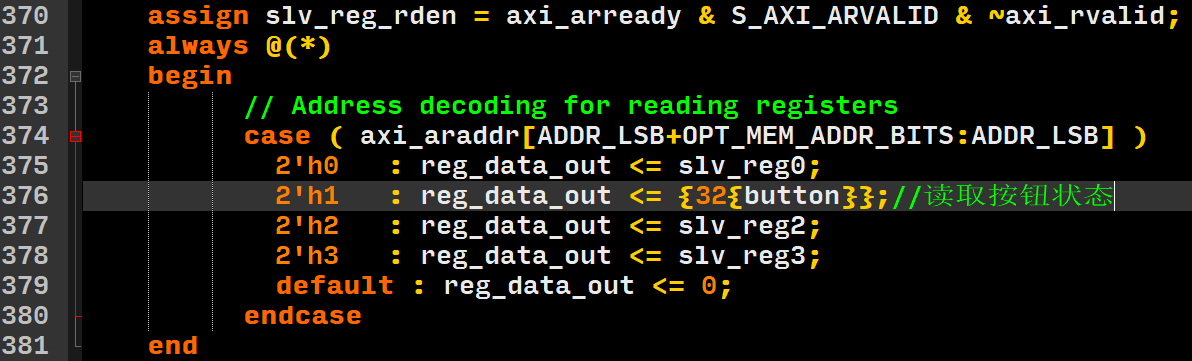 370 assign slv_reg_rden = axi_arready & S_AXI_ARVALID & ~axi_rvalid;
371 always @(*)
372 begin
373 // Address decoding for reading registers
374 case ( axi_araddr[ADDR_LSB+OPT_MEM_ADDR_BITS:ADDR_LSB] )
375 2'h0 : reg_data_out <= slv_reg0;
376 2'h1 : reg_data_out <= {32{button}};//读取按钮状态
377 2'h2 : reg_data_out <= slv_reg2;
378 2'h3 : reg_data_out <= slv_reg3;
379 default : reg_data_out <= 0;
380 endcase
381 end